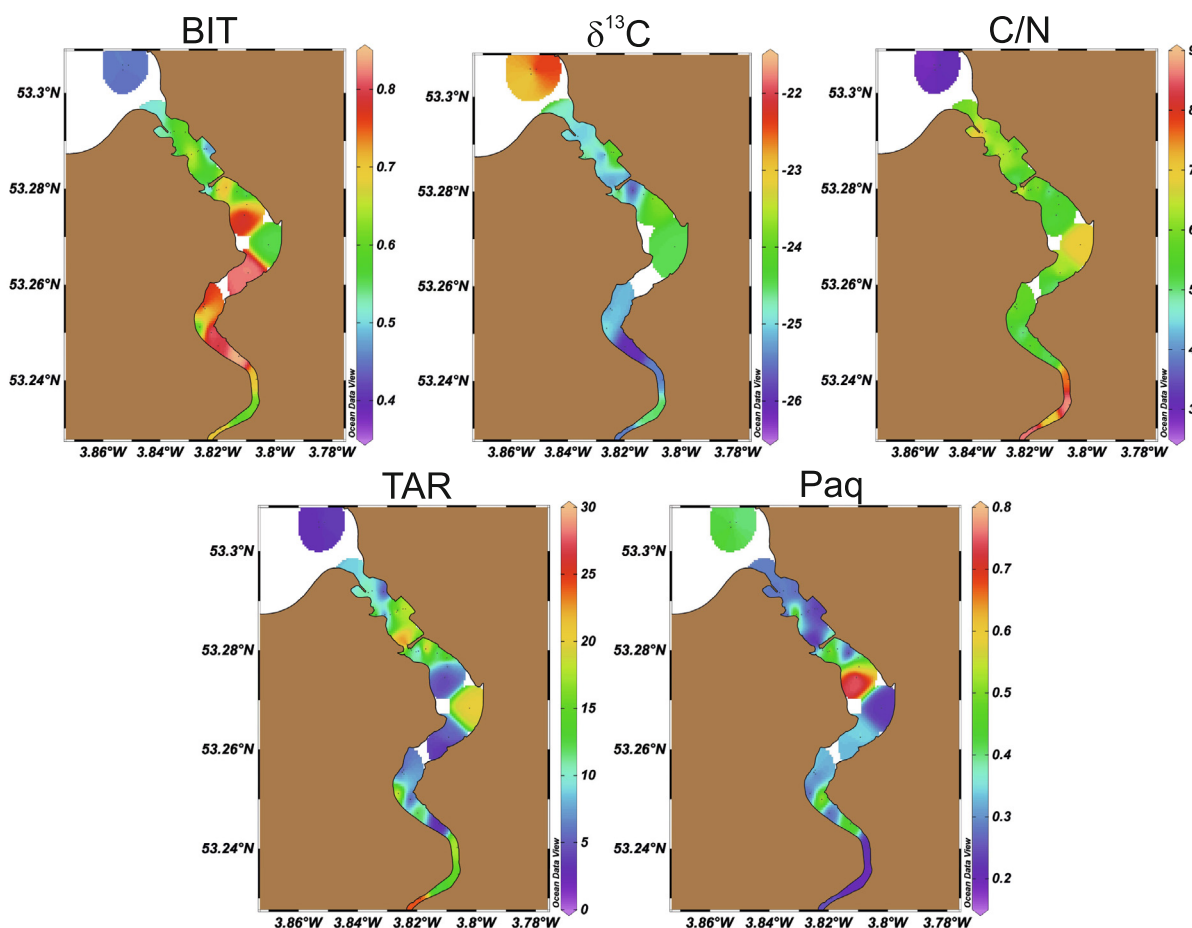 BIT
δ¹³C
C/N
53.3°N
53.28°N
53.26°N
53.24°N
3.86°W 3.84°W 3.82°W 3.8°W 3.78°W
0.8
0.7
0.6
0.5
0.4
Ocean Data View
53.3°N
53.28°N
53.26°N
53.24°N
3.86°W 3.84°W 3.82°W 3.8°W 3.78°W
-22
-23
-24
-25
-26
Ocean Data View
53.3°N
53.28°N
53.26°N
53.24°N
3.86°W 3.84°W 3.82°W 3.8°W 3.78°W
Ocean Data View
TAR
Paq
53.3°N
53.28°N
53.26°N
53.24°N
3.86°W 3.84°W 3.82°W 3.8°W 3.78°W
30
25
20
15
10
5
0
Ocean Data View
53.3°N
53.28°N
53.26°N
53.24°N
3.86°W 3.84°W 3.82°W 3.8°W 3.78°W
0.8
0.7
0.6
0.5
0.4
0.3
0.2
Ocean Data View